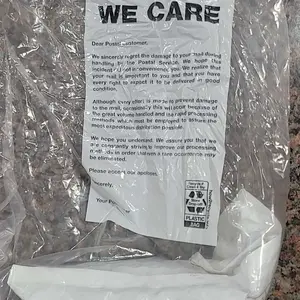 WE CARE
Dear Postal Customer:
We sincerely regret the damage to your mail during
handling by the Postal Service. We hope this
incident did not inconvenience you. We realize that
your mail is important to you and that you have
every right to expect it to be delivered in good
condition.
Although every effort is made to prevent damage
to the mail, occasionally this will occur because of
the great volume handled and the rapid processing
methods which must be employed to assure the
most expeditious distribution possible.
We hope you understand. We assure you that we
are constantly striving to improve our processing
methods in order that even a rare occurrence may
be eliminated.
Please accept our apology.
Sincerely,
Your Pos
PLASTIC
BAG